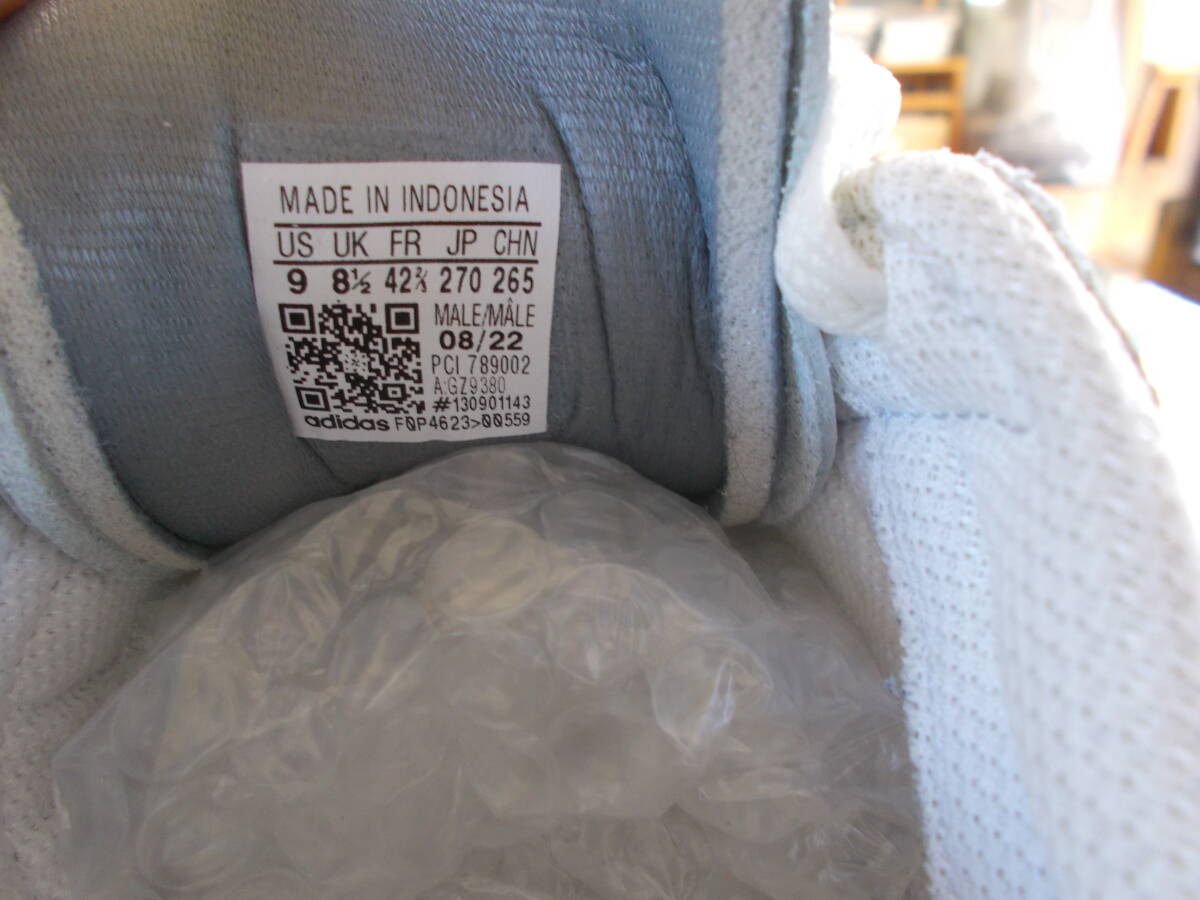 MADE IN INDONESIA
US UK FR JP CHN
9 8½ 42⅔ 270 265
MALE/MÂLE
08/22
PCI 789002
A:GZ9380
#130901143
adidas F0P4623>00559